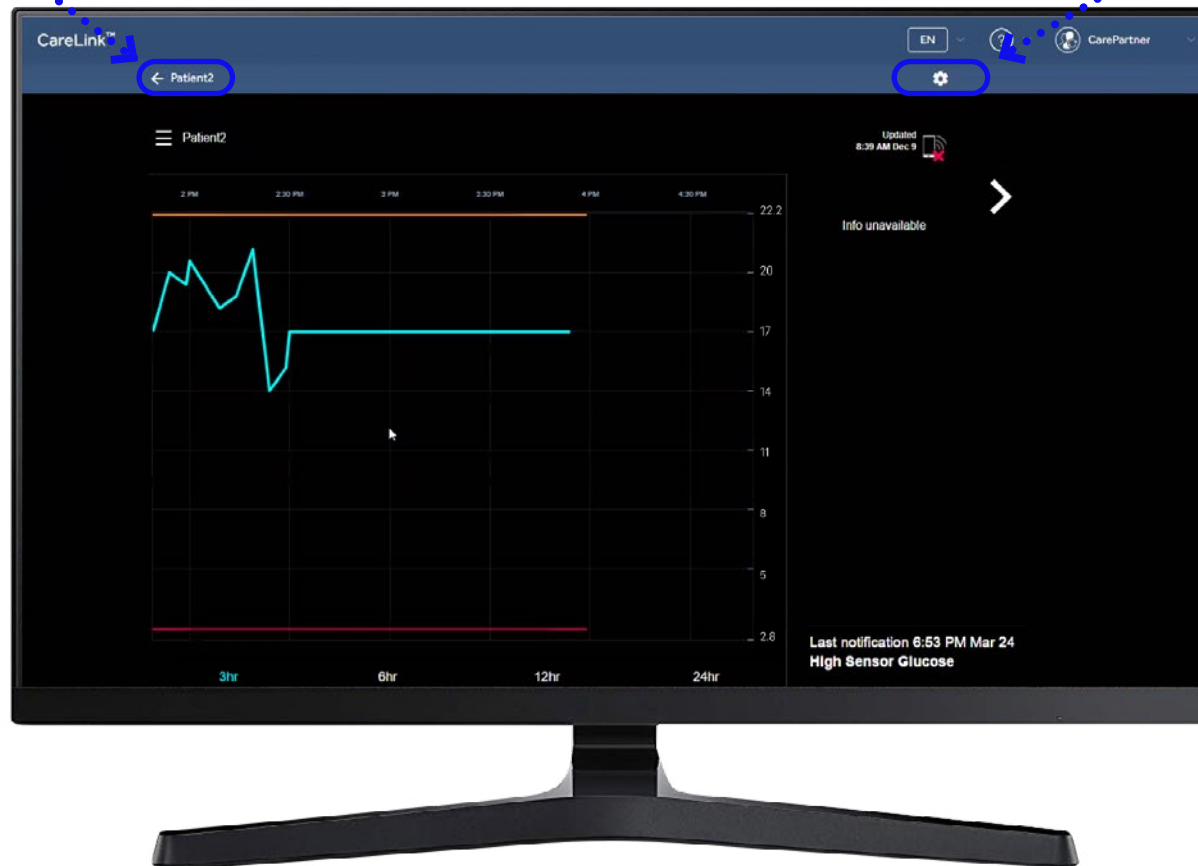 CareLink™
EN
?
CarePartner
← Patient2
Patient2
Updated
8:39 AM Dec 9
2 PM 2:30 PM 3 PM 3:30 PM 4 PM 4:30 PM
22.2
Info unavailable
20
17
14
11
8
5
2.8
Last notification 6:53 PM Mar 24
High Sensor Glucose
3hr 6hr 12hr 24hr